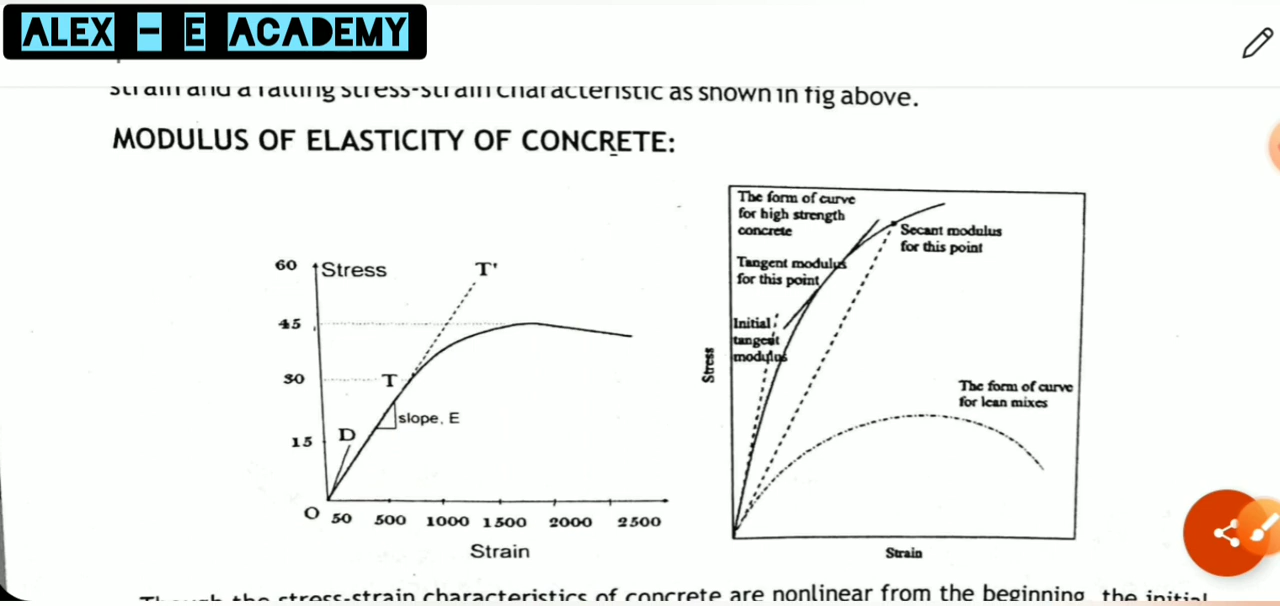 ALEX - E ACADEMY
strain and a falling stress-strain characteristic as shown in fig above.
MODULUS OF ELASTICITY OF CONCRETE:
60
Stress
T'
45
30
T
slope, E
15
D
O
50 500 1000 1500 2000 2500
Strain
The form of curve
for high strength
concrete
Secant modulus
for this point
Tangent modulus
for this point
Initial
tangent
modulus
Stress
The form of curve
for lean mixes
Strain
Though the stress-strain characteristics of concrete are nonlinear from the beginning, the initial